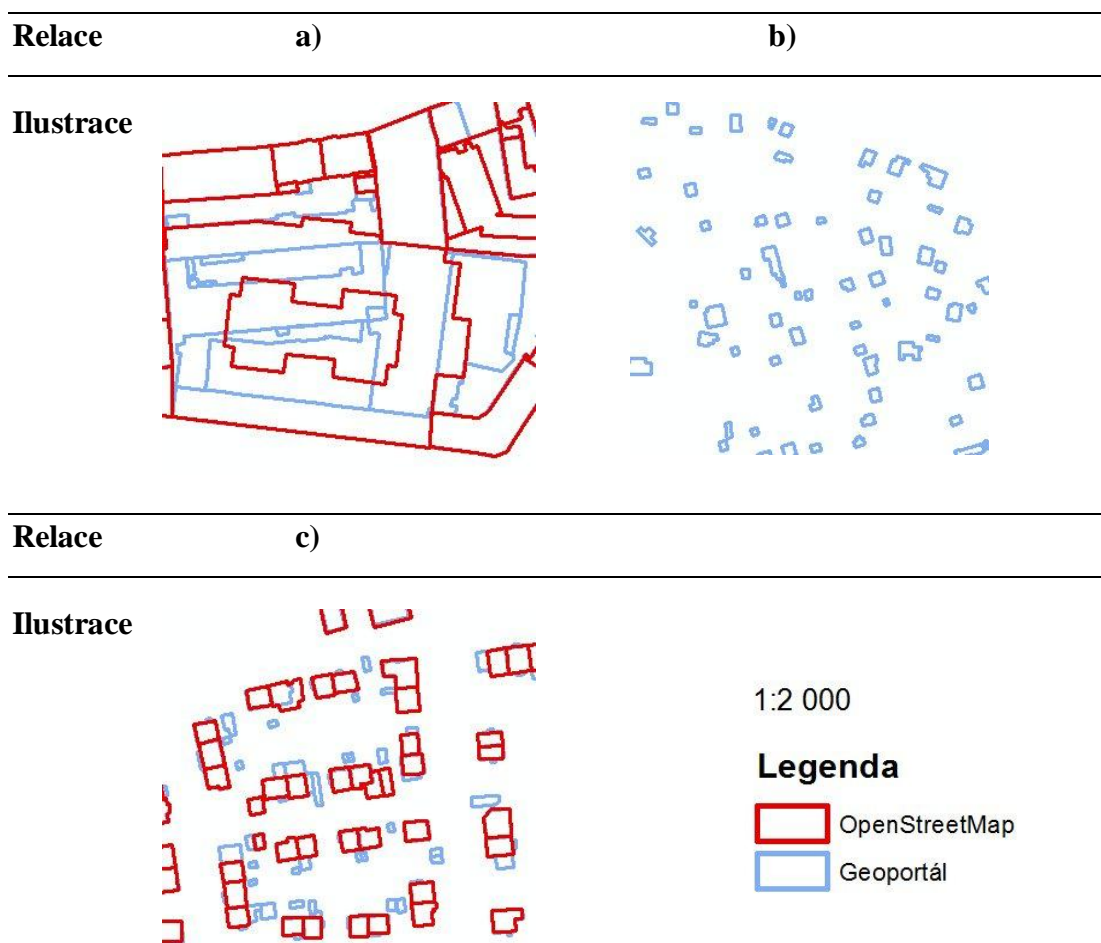 Relace a) b)
Ilustrace
Relace c)
Ilustrace
1:2 000
Legenda
OpenStreetMap
Geoportál